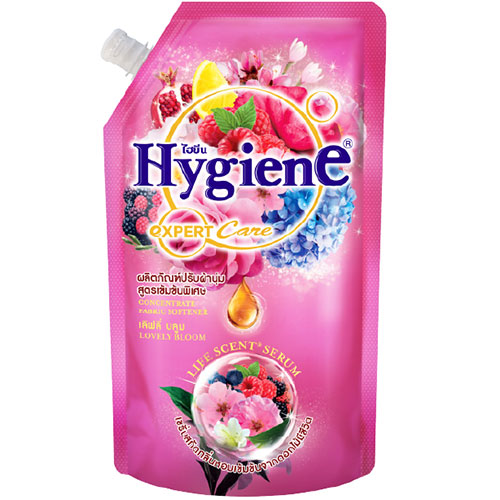 ไฮยีน
Hygiene®
EXPERT Care
ผลิตภัณฑ์ปรับผ้านุ่ม
สูตรเข้มข้นพิเศษ
CONCENTRATE
FABRIC SOFTENER
เลิฟลี่ บลูม
LOVELY BLOOM
LIFE SCENT® SERUM